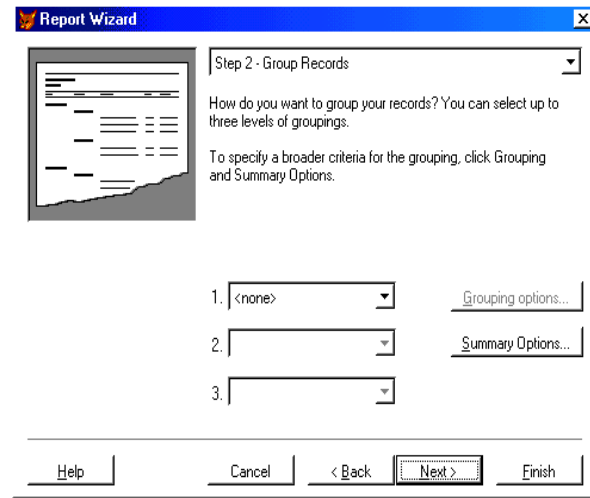 Report Wizard
Step 2 - Group Records
How do you want to group your records? You can select up to
three levels of groupings.
To specify a broader criteria for the grouping, click Grouping
and Summary Options.
1. <none>
Grouping options...
2.
Summary Options...
3.
Help
Cancel
< Back
Next >
Finish